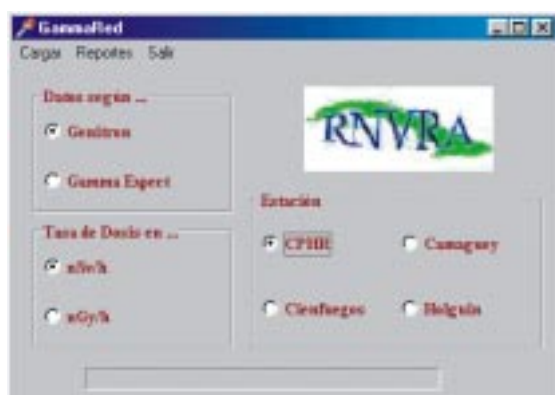 GammaRed
Cargar Reportes Salir
Datos según ...
Genitron
Gamma Expect
RNVRA
Estación
CPHR
Camaguey
Cienfuegos
Holguín
Tasa de Dosis en ...
nSv/h
nGy/h